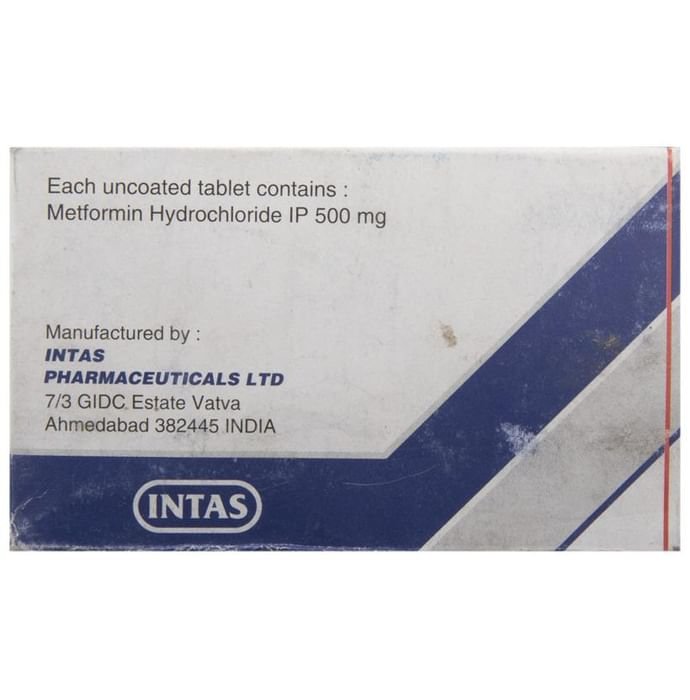 Each uncoated tablet contains :
Metformin Hydrochloride IP 500 mg
Manufactured by :
INTAS
PHARMACEUTICALS LTD
7/3 GIDC Estate Vatva
Ahmedabad 382445 INDIA
INTAS